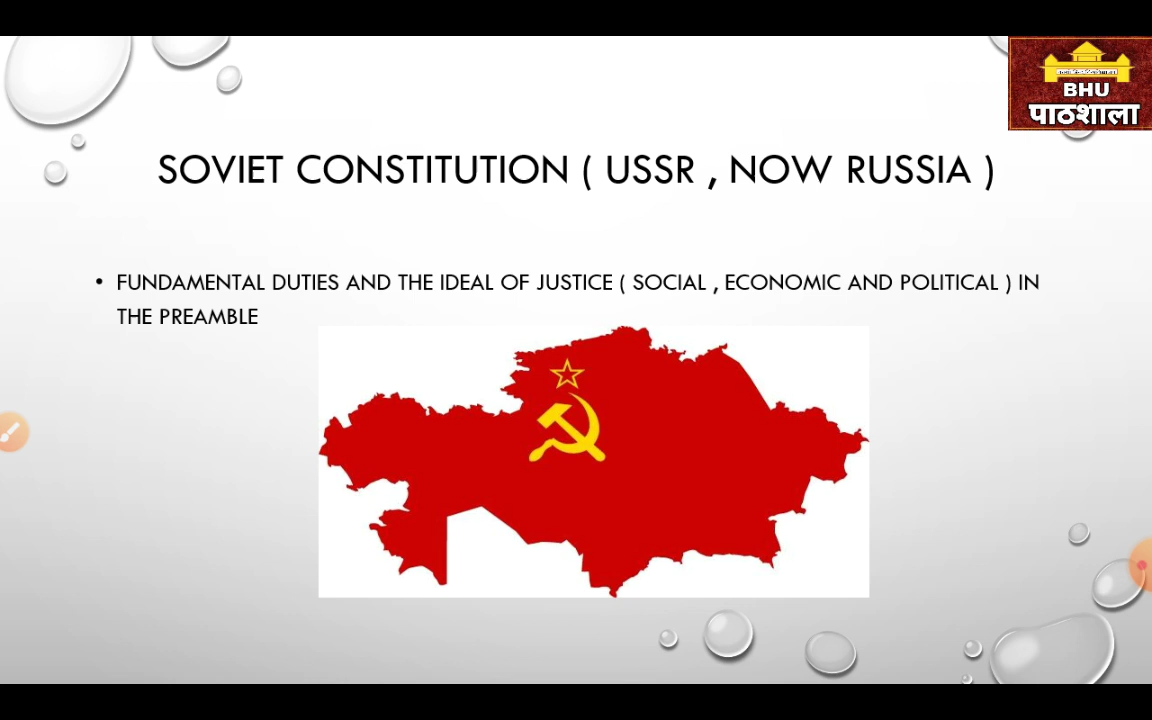 BHU
पाठशाला
SOVIET CONSTITUTION ( USSR , NOW RUSSIA )
• FUNDAMENTAL DUTIES AND THE IDEAL OF JUSTICE ( SOCIAL , ECONOMIC AND POLITICAL ) IN
THE PREAMBLE